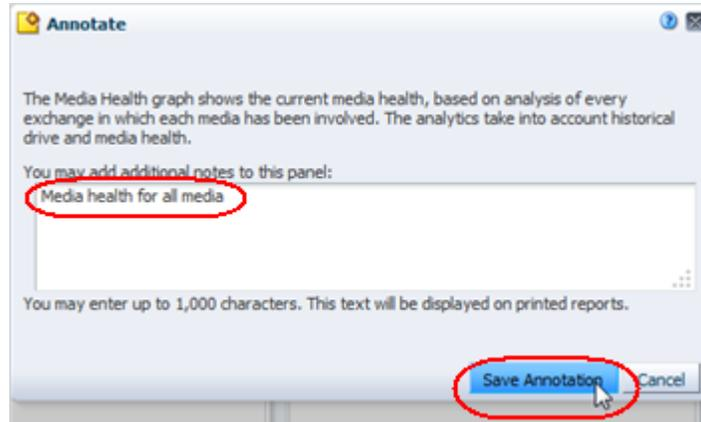 Annotate
The Media Health graph shows the current media health, based on analysis of every
exchange in which each media has been involved. The analytics take into account historical
drive and media health.
You may add additional notes to this panel:
Media health for all media
You may enter up to 1,000 characters. This text will be displayed on printed reports.
Save Annotation Cancel